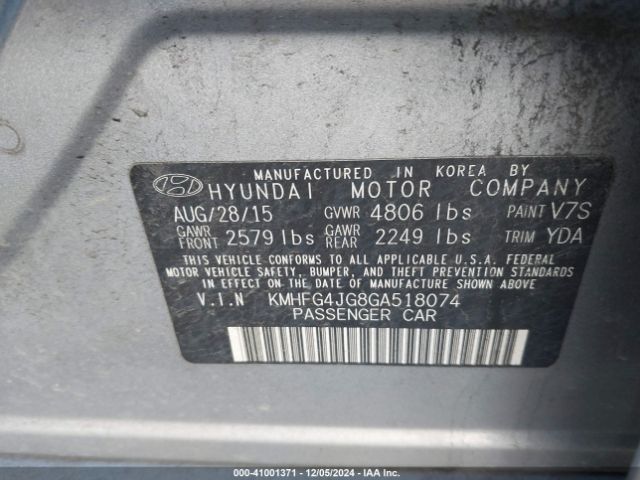 MANUFACTURED IN KOREA BY
HYUNDAI MOTOR COMPANY
AUG/28/15 GVWR 4806 lbs PAINT V7S
GAWR FRONT 2579 lbs GAWR REAR 2249 lbs TRIM YDA
THIS VEHICLE CONFORMS TO ALL APPLICABLE U.S.A. FEDERAL
MOTOR VEHICLE SAFETY, BUMPER, AND THEFT PREVENTION STANDARDS
IN EFFECT ON THE DATE OF MANUFACTURE SHOWN ABOVE.
V.I.N KMHFG4JG8GA518074
PASSENGER CAR
000-41001371 - 12/05/2024 - IAA Inc.